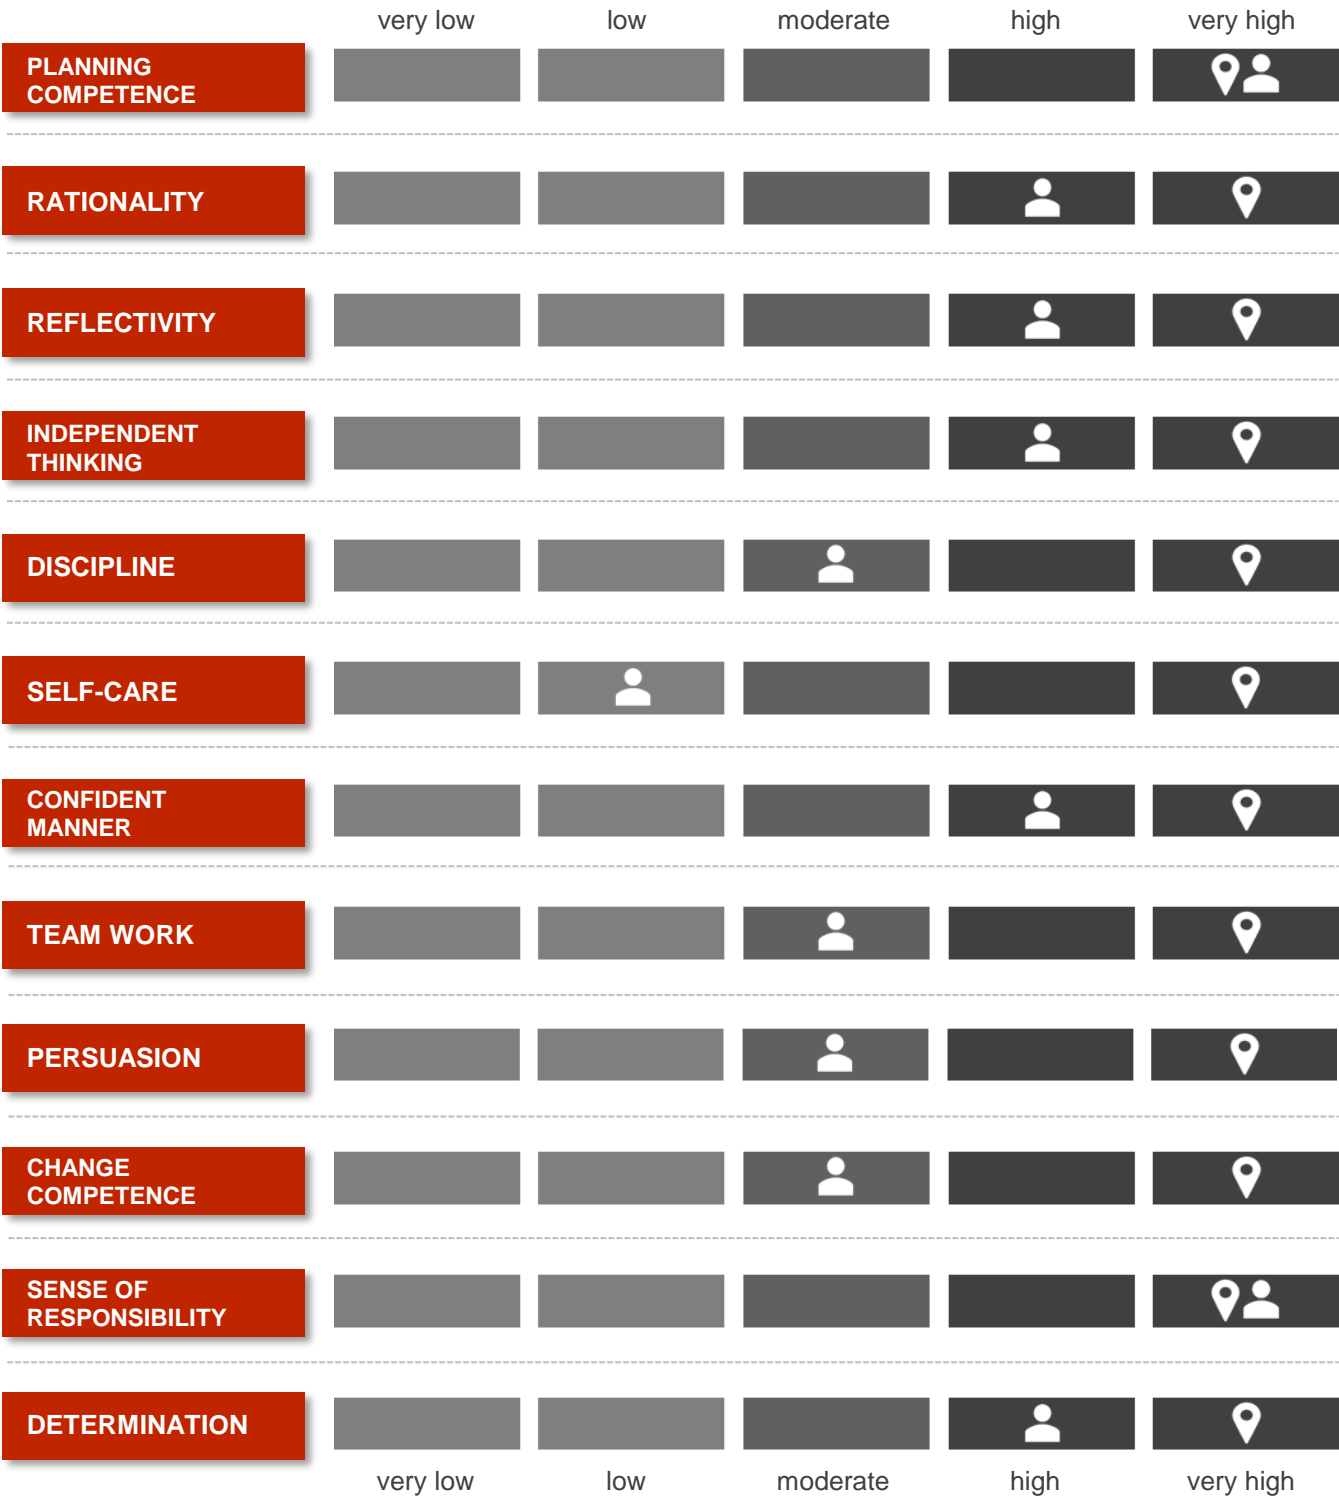 very low low moderate high very high
PLANNING
COMPETENCE
RATIONALITY
REFLECTIVITY
INDEPENDENT
THINKING
DISCIPLINE
SELF-CARE
CONFIDENT
MANNER
TEAM WORK
PERSUASION
CHANGE
COMPETENCE
SENSE OF
RESPONSIBILITY
DETERMINATION
very low low moderate high very high